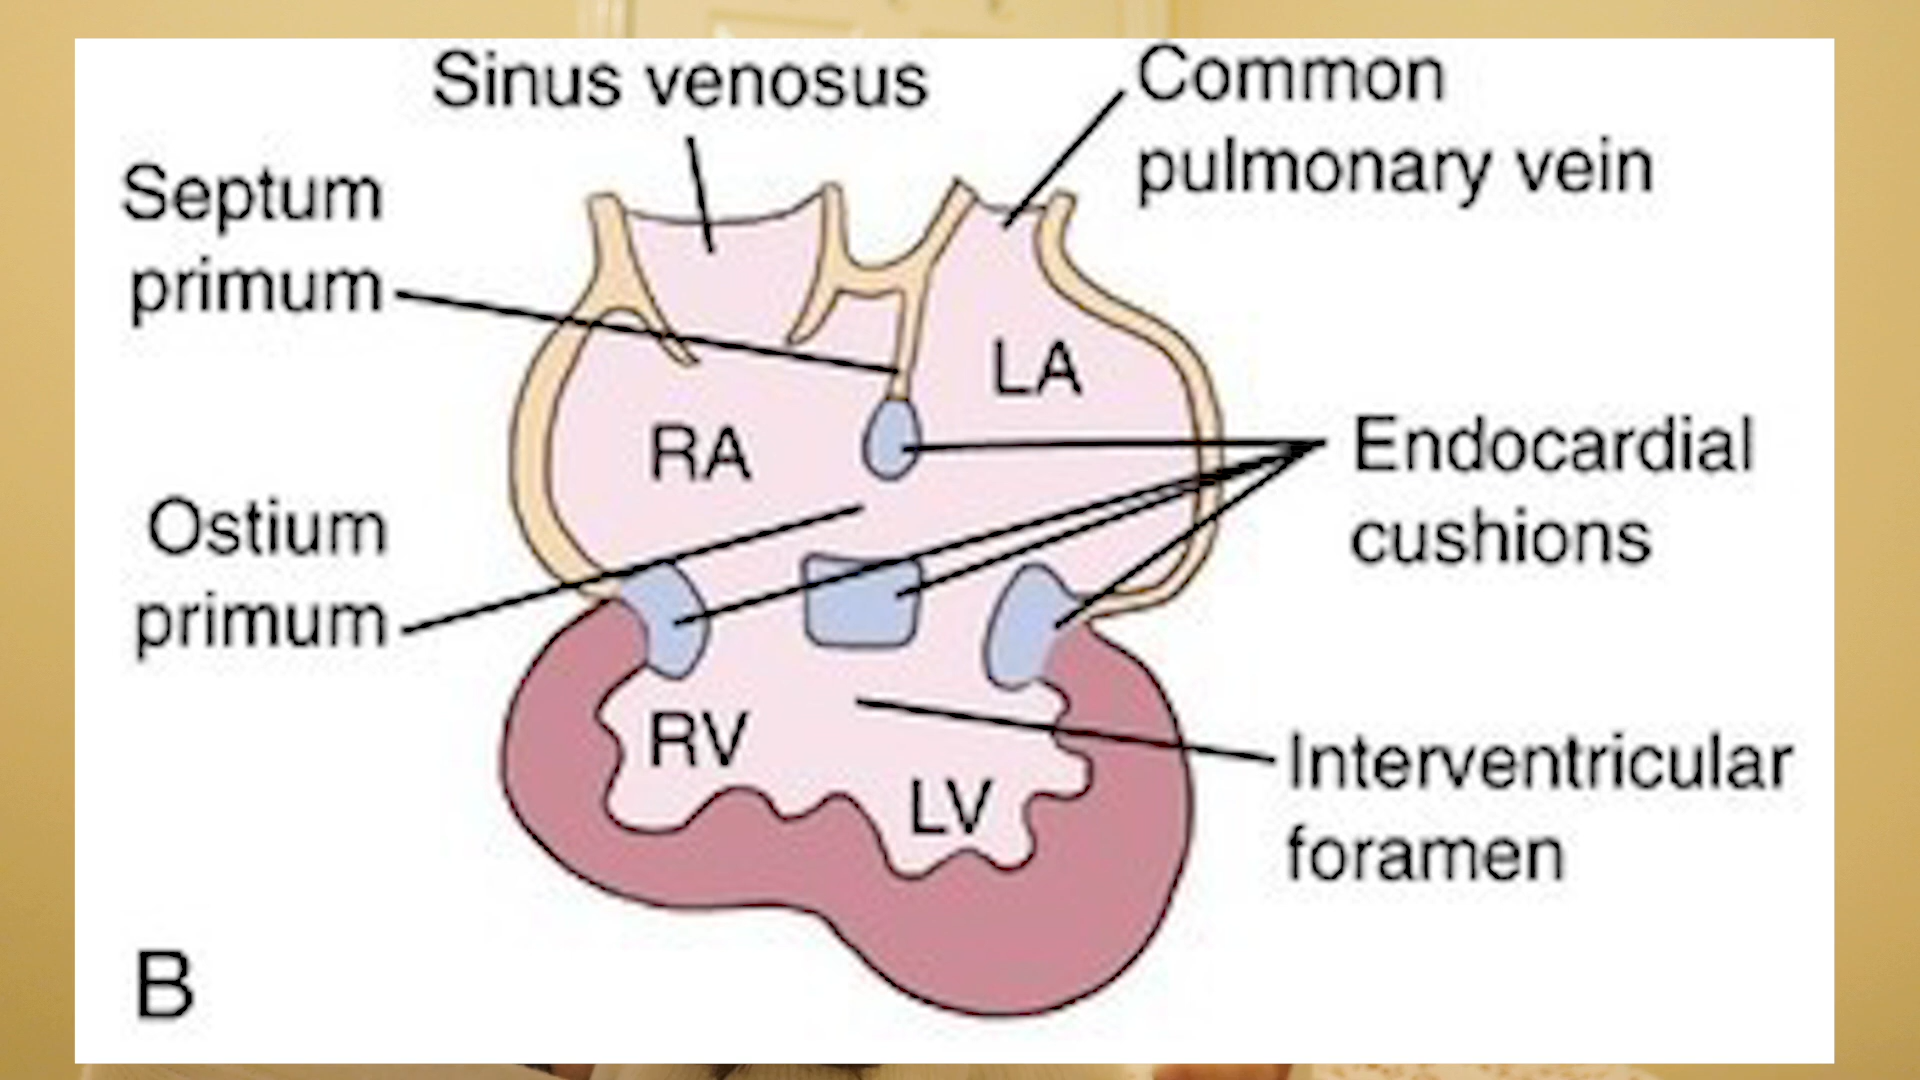 Sinus venosus
Common
pulmonary vein
Septum
primum
LA
RA
Endocardial
cushions
Ostium
primum
RV
LV
Interventricular
foramen
B